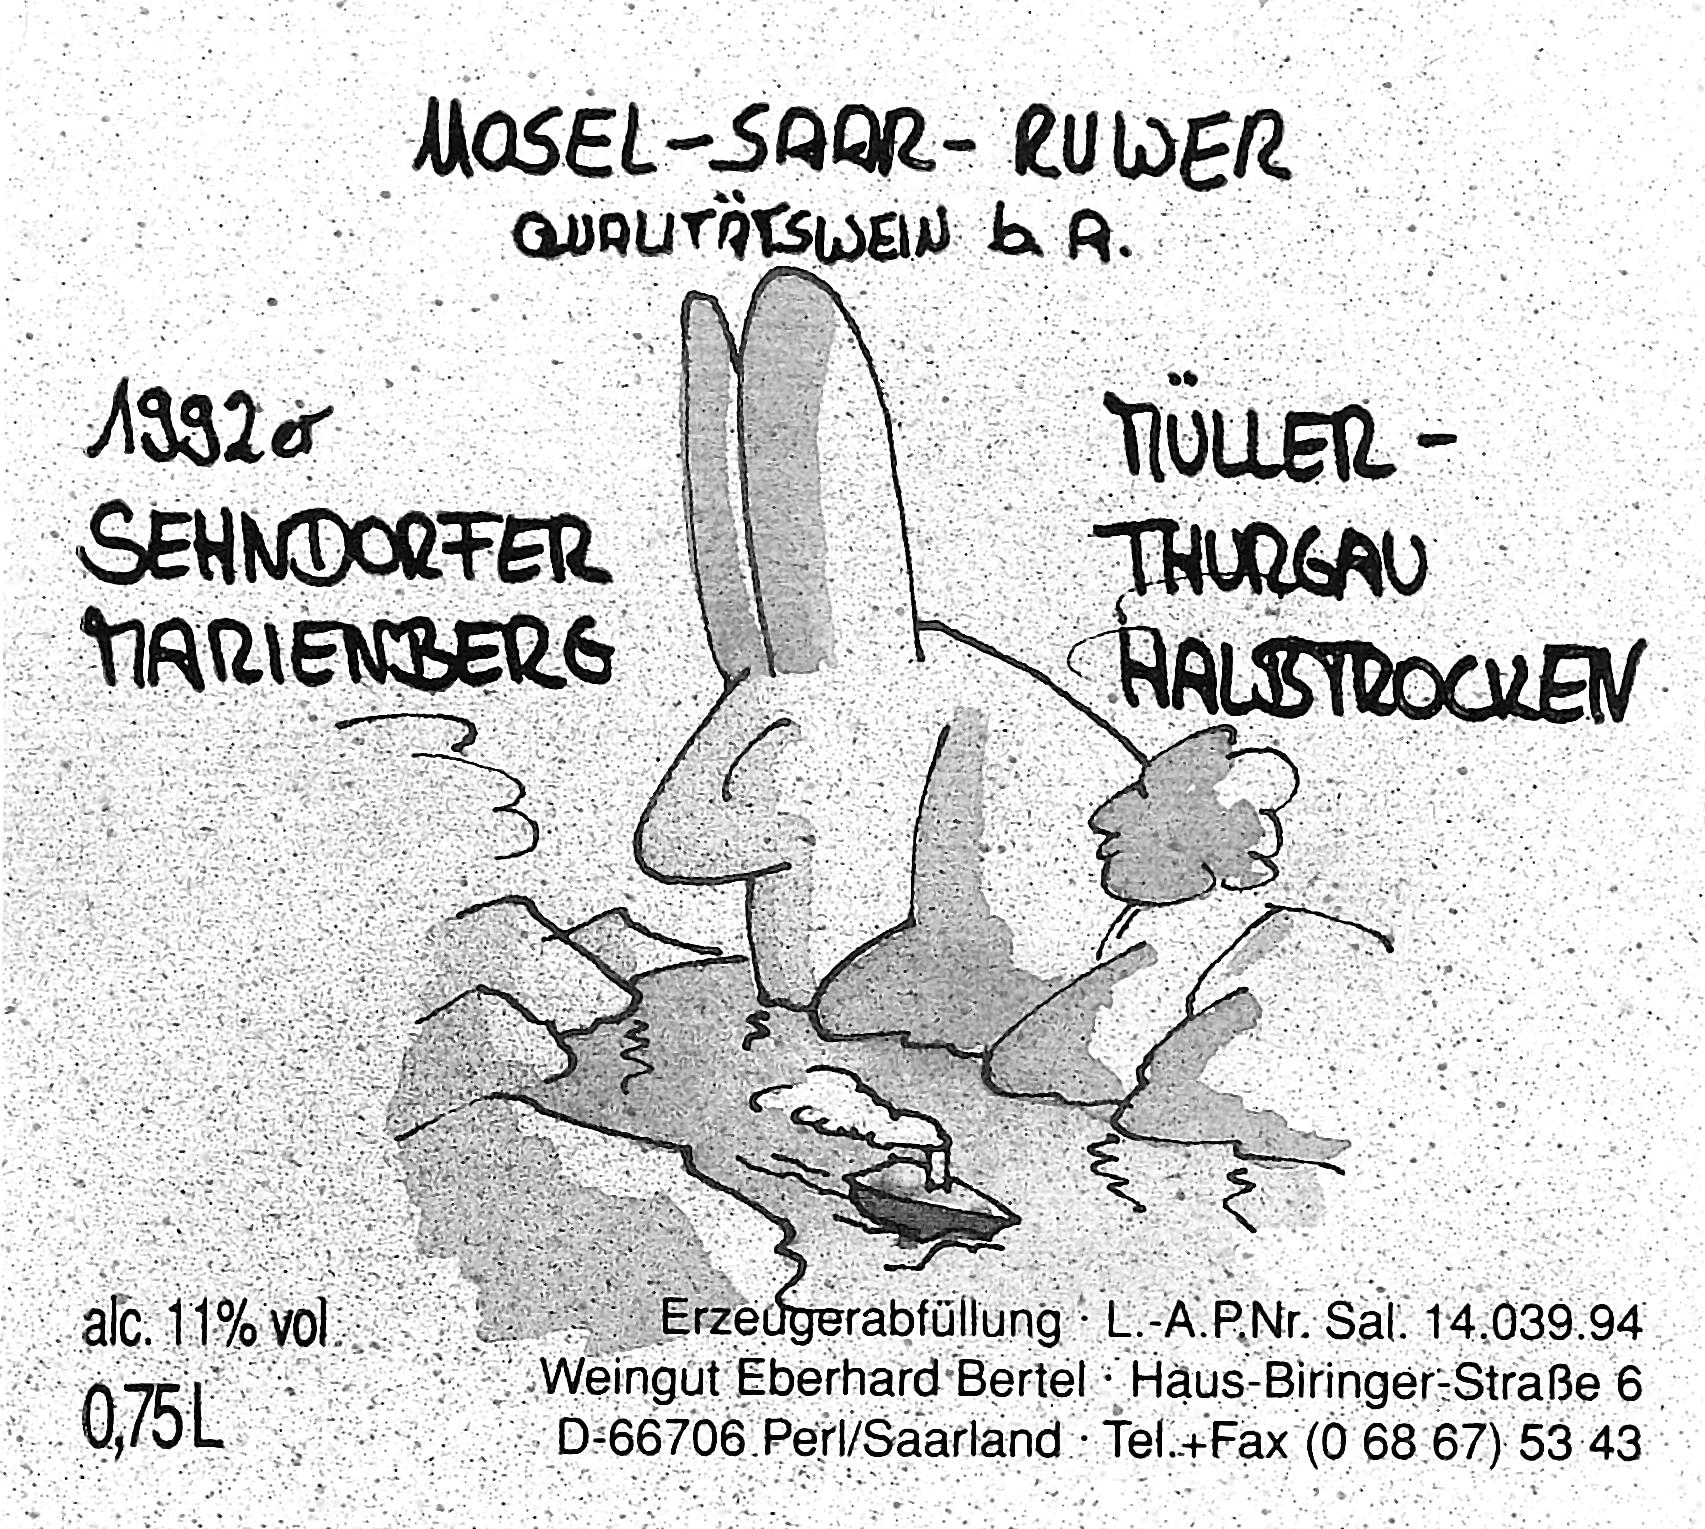 MOSEL-SAAR-RUWER
QUALITÄTSWEIN b. A.
1992er
SEHNDORFER
MARIENBERG
MÜLLER-
THURGAU
HALBTROCKEN
alc. 11% vol
0,75 L
Erzeugerabfüllung · L.-A.P.Nr. Sal. 14.039.94
Weingut Eberhard Bertel · Haus-Biringer-Straße 6
D-66706 Perl/Saarland · Tel.+Fax (0 68 67) 53 43